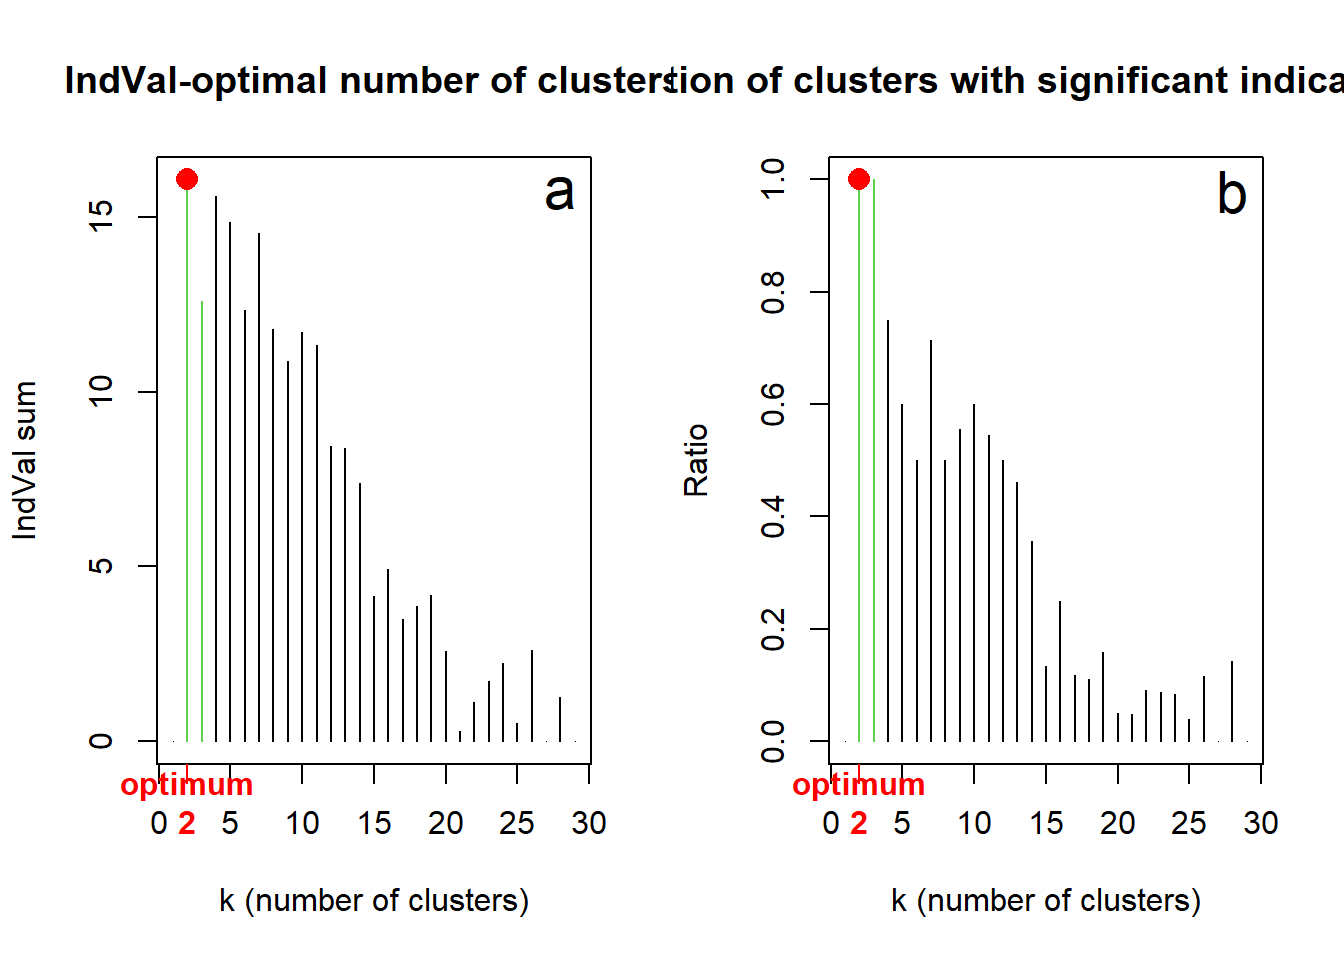 IndVal-optimal number of clusters
tion of clusters with significant indica
a
IndVal sum
15
10
5
0
optimum
0 2 5 10 15 20 25 30
k (number of clusters)
b
Ratio
1.0
0.8
0.6
0.4
0.2
0.0
optimum
0 2 5 10 15 20 25 30
k (number of clusters)